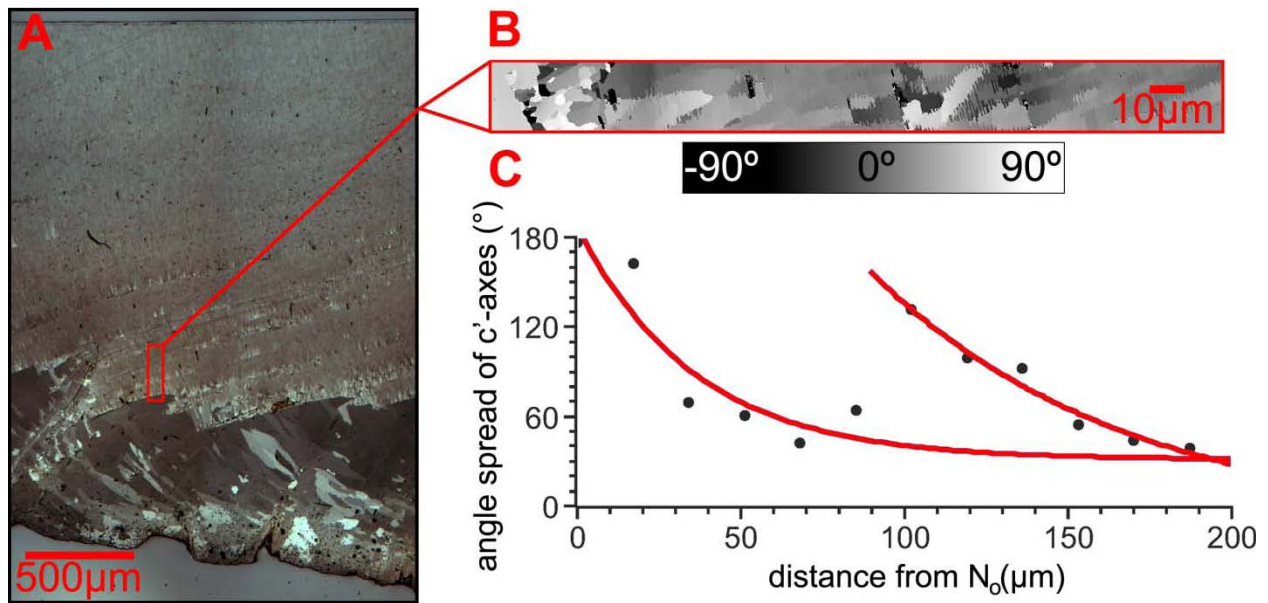 A
500µm
B
10µm
-90º 0º 90º
C
angle spread of c'-axes (°)
180
120
60
0
0 50 100 150 200
distance from N₀(µm)